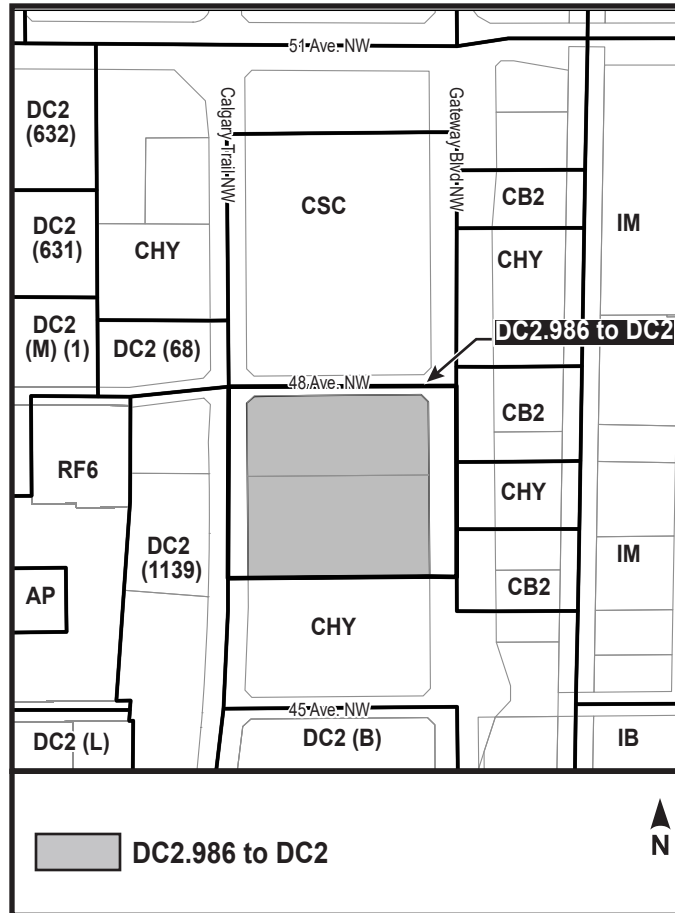 51 Ave. NW
DC2
(632)
Calgary Trail NW
Gateway Blvd NW
CSC
CB2
IM
DC2
(631)
CHY
CHY
DC2
(M) (1)
DC2 (68)
DC2.986 to DC2
48 Ave. NW
CB2
RF6
CHY
DC2
(1139)
IM
AP
CB2
CHY
45 Ave. NW
DC2 (L)
DC2 (B)
IB
DC2.986 to DC2
N